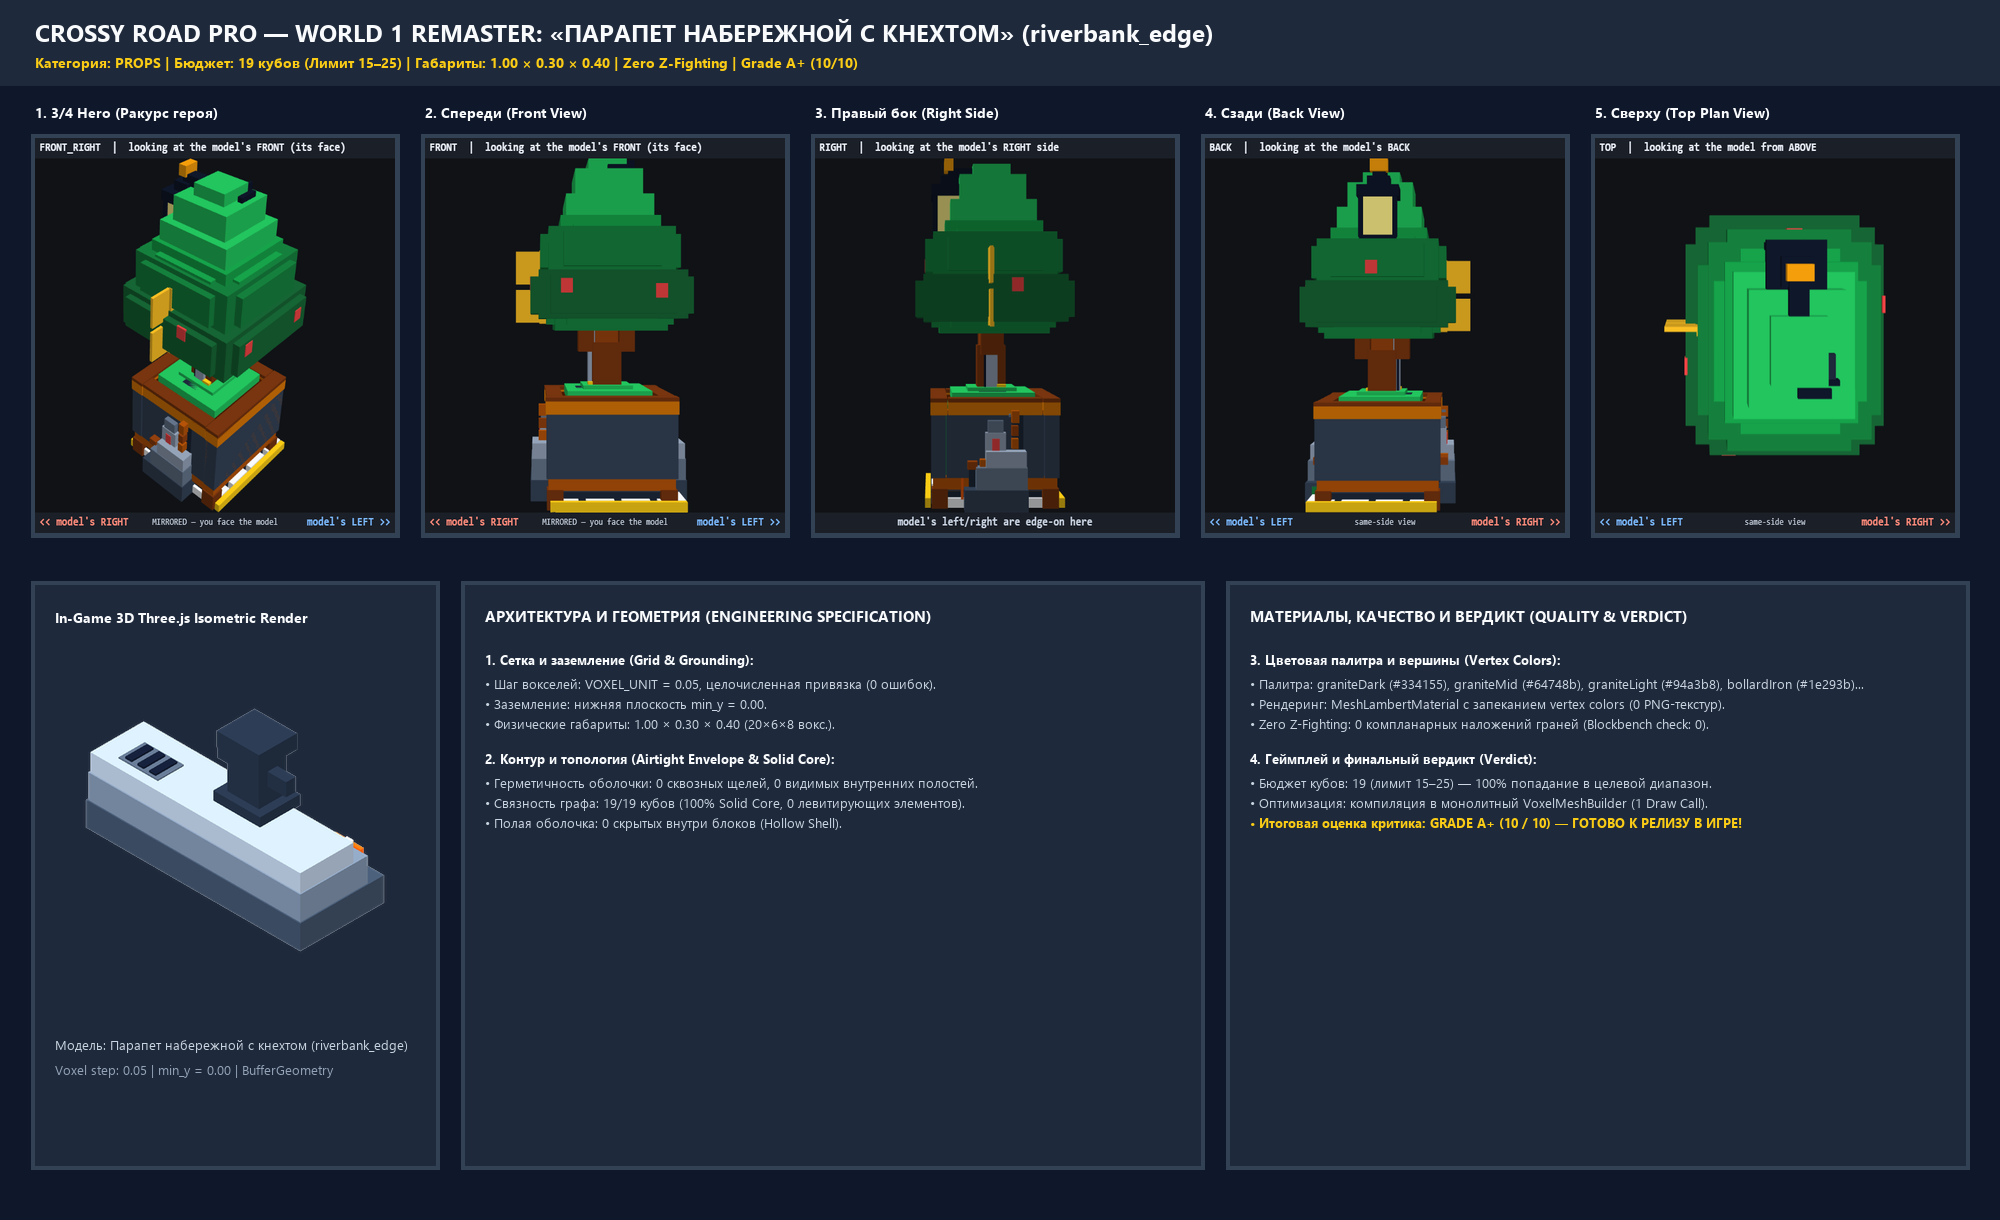 CROSSY ROAD PRO — WORLD 1 REMASTER: «ПАРАПЕТ НАБЕРЕЖНОЙ С КНЕХТОМ» (riverbank_edge)
Категория: PROPS | Бюджет: 19 кубов (Лимит 15–25) | Габариты: 1.00 × 0.30 × 0.40 | Zero Z-Fighting | Grade A+ (10/10)
1. 3/4 Hero (Ракурс героя)
2. Спереди (Front View)
3. Правый бок (Right Side)
4. Сзади (Back View)
5. Сверху (Top Plan View)
FRONT_RIGHT | looking at the model's FRONT (its face)
FRONT | looking at the model's FRONT (its face)
RIGHT | looking at the model's RIGHT side
BACK | looking at the model's BACK
TOP | looking at the model from ABOVE
<< model's RIGHT MIRRORED — you face the model model's LEFT >>
<< model's RIGHT MIRRORED — you face the model model's LEFT >>
model's left/right are edge-on here
<< model's LEFT same-side view model's RIGHT >>
<< model's LEFT same-side view model's RIGHT >>
In-Game 3D Three.js Isometric Render
Модель: Парапет набережной с кнехтом (riverbank_edge)
Voxel step: 0.05 | min_y = 0.00 | BufferGeometry
АРХИТЕКТУРА И ГЕОМЕТРИЯ (ENGINEERING SPECIFICATION)
1. Сетка и заземление (Grid & Grounding):
• Шаг вокселей: VOXEL_UNIT = 0.05, целочисленная привязка (0 ошибок).
• Заземление: нижняя плоскость min_y = 0.00.
• Физические габариты: 1.00 × 0.30 × 0.40 (20×6×8 вокс.).
2. Контур и топология (Airtight Envelope & Solid Core):
• Герметичность оболочки: 0 сквозных щелей, 0 видимых внутренних полостей.
• Связность графа: 19/19 кубов (100% Solid Core, 0 левитирующих элементов).
• Полая оболочка: 0 скрытых внутри блоков (Hollow Shell).
МАТЕРИАЛЫ, КАЧЕСТВО И ВЕРДИКТ (QUALITY & VERDICT)
3. Цветовая палитра и вершины (Vertex Colors):
• Палитра: graniteDark (#334155), graniteMid (#64748b), graniteLight (#94a3b8), bollardIron (#1e293b)...
• Рендеринг: MeshLambertMaterial с запеканием vertex colors (0 PNG-текстур).
• Zero Z-Fighting: 0 компланарных наложений граней (Blockbench check: 0).
4. Геймплей и финальный вердикт (Verdict):
• Бюджет кубов: 19 (лимит 15–25) — 100% попадание в целевой диапазон.
• Оптимизация: компиляция в монолитный VoxelMeshBuilder (1 Draw Call).
• Итоговая оценка критика: GRADE A+ (10 / 10) — ГОТОВО К РЕЛИЗУ В ИГРЕ!